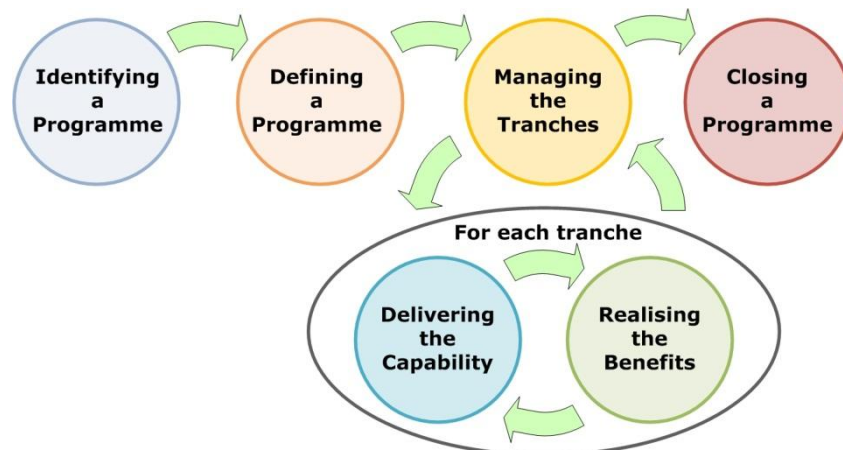 Identifying
a
Programme
Defining
a
Programme
Managing
the
Tranches
Closing
a
Programme
For each tranche
Delivering
the
Capability
Realising
the
Benefits